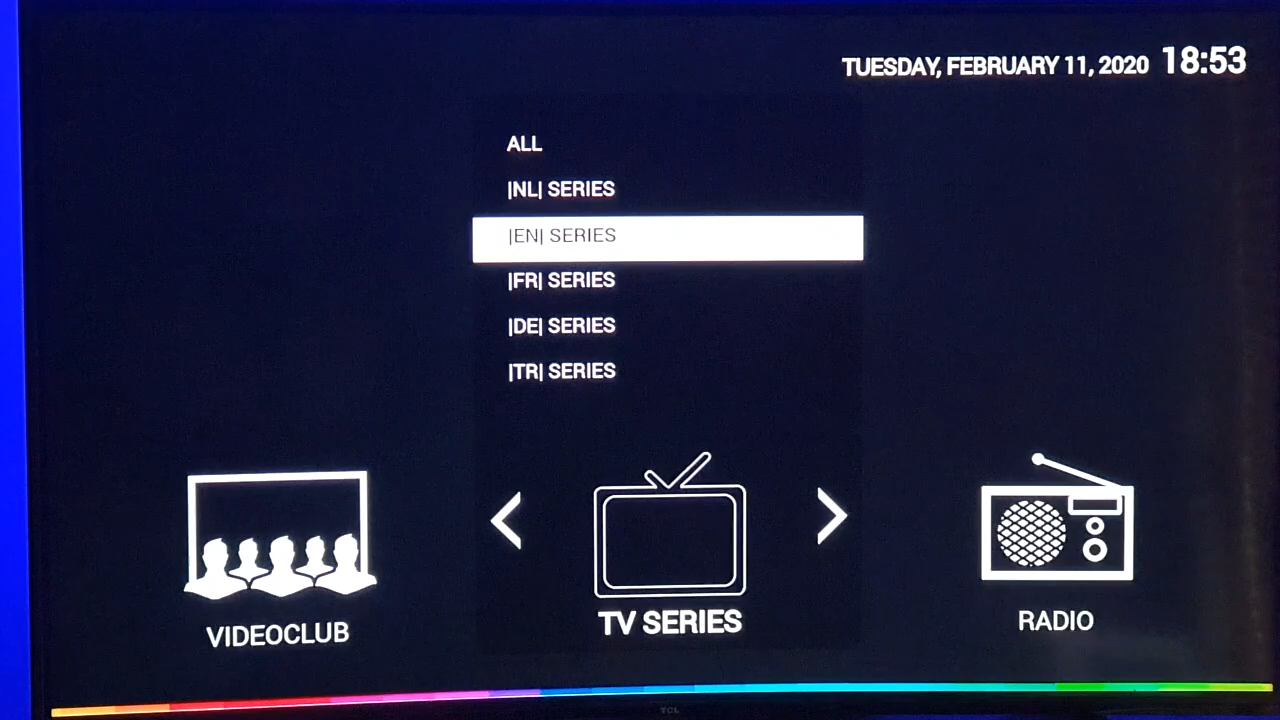 TUESDAY, FEBRUARY 11, 2020 18:53
ALL
|NL| SERIES
|EN| SERIES
|FR| SERIES
|DE| SERIES
|TR| SERIES
VIDEOCLUB
TV SERIES
RADIO
TCL